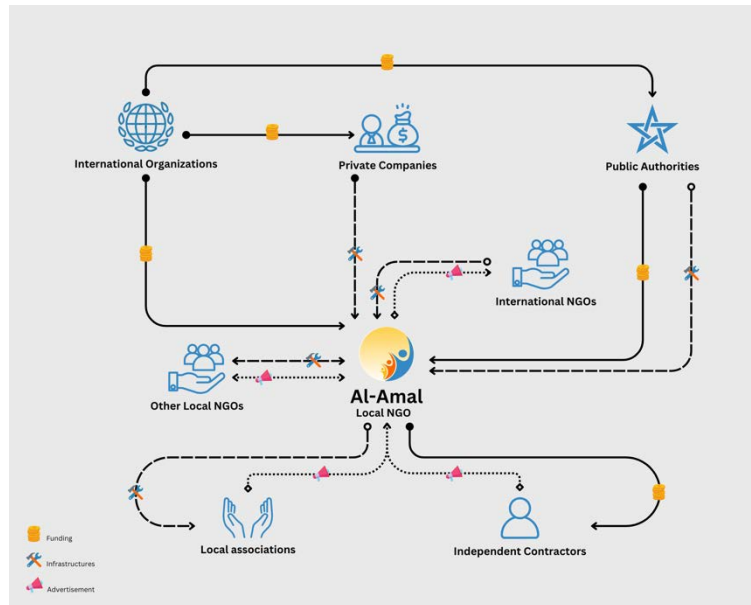 International Organizations
Private Companies
Public Authorities
International NGOs
Other Local NGOs
Al-Amal
Local NGO
Local associations
Independent Contractors
Funding
Infrastructures
Advertisement